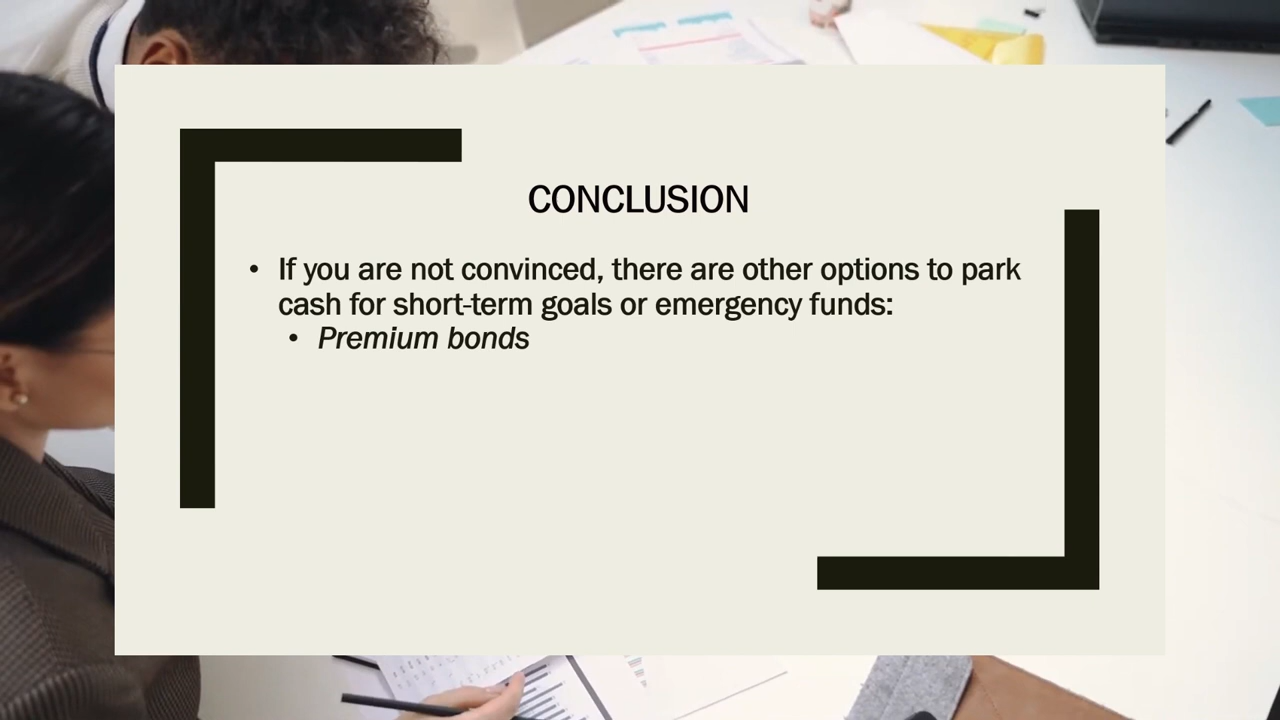 CONCLUSION
• If you are not convinced, there are other options to park
cash for short-term goals or emergency funds:
• Premium bonds